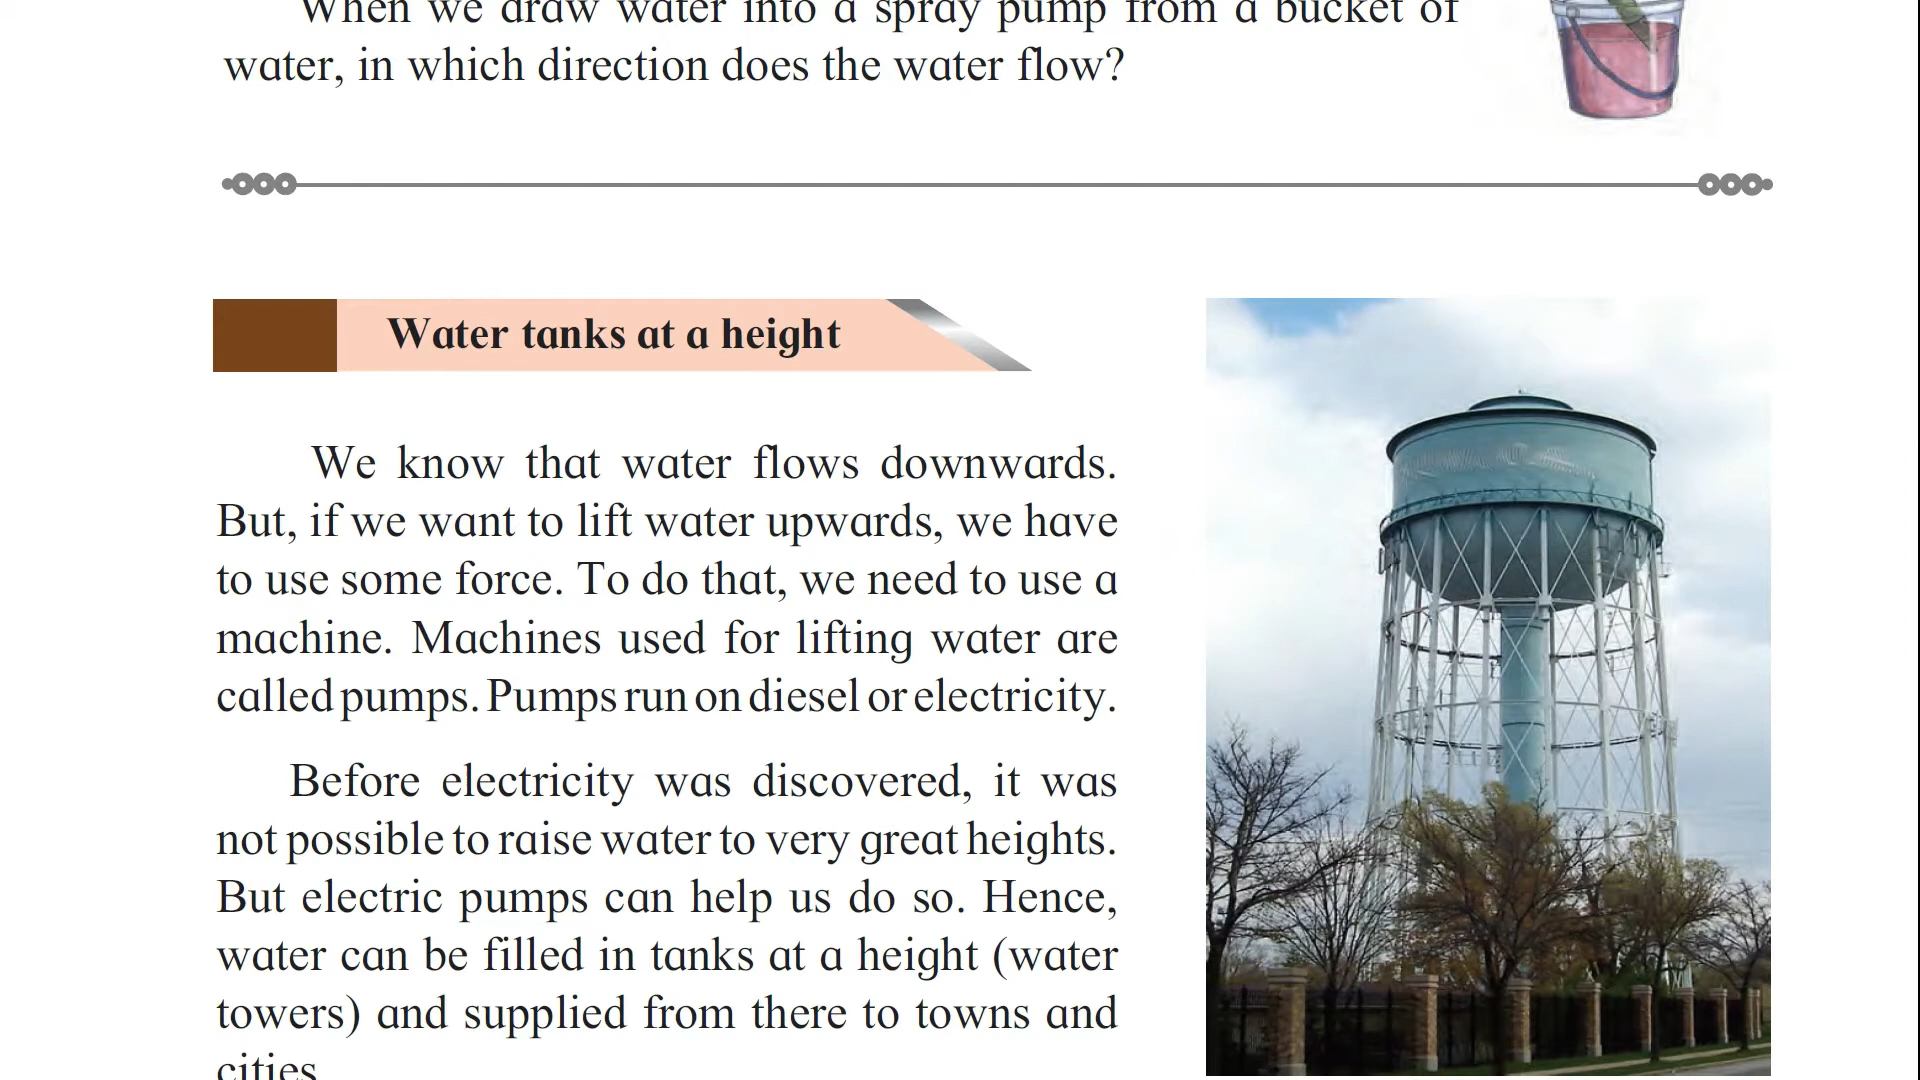 When we draw water into a spray pump from a bucket of
water, in which direction does the water flow?
Water tanks at a height
We know that water flows downwards.
But, if we want to lift water upwards, we have
to use some force. To do that, we need to use a
machine. Machines used for lifting water are
called pumps. Pumps run on diesel or electricity.
Before electricity was discovered, it was
not possible to raise water to very great heights.
But electric pumps can help us do so. Hence,
water can be filled in tanks at a height (water
towers) and supplied from there to towns and
cities